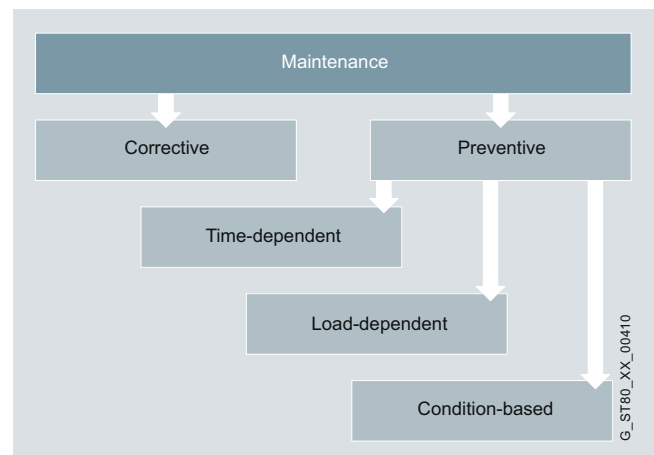 Maintenance
Corrective
Preventive
Time-dependent
Load-dependent
Condition-based
G_ST80_XX_00410